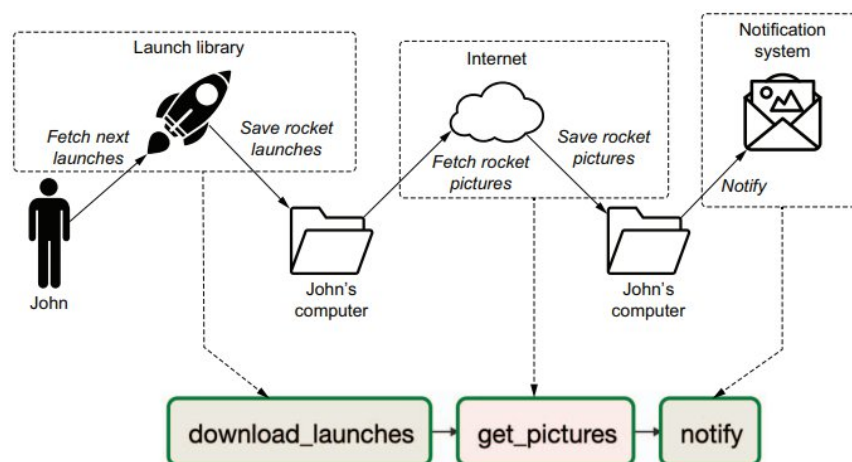 Launch library
Fetch next
launches
Save rocket
launches
John
John's
computer
Internet
Fetch rocket
pictures
Save rocket
pictures
John's
computer
Notification
system
Notify
download_launches
get_pictures
notify